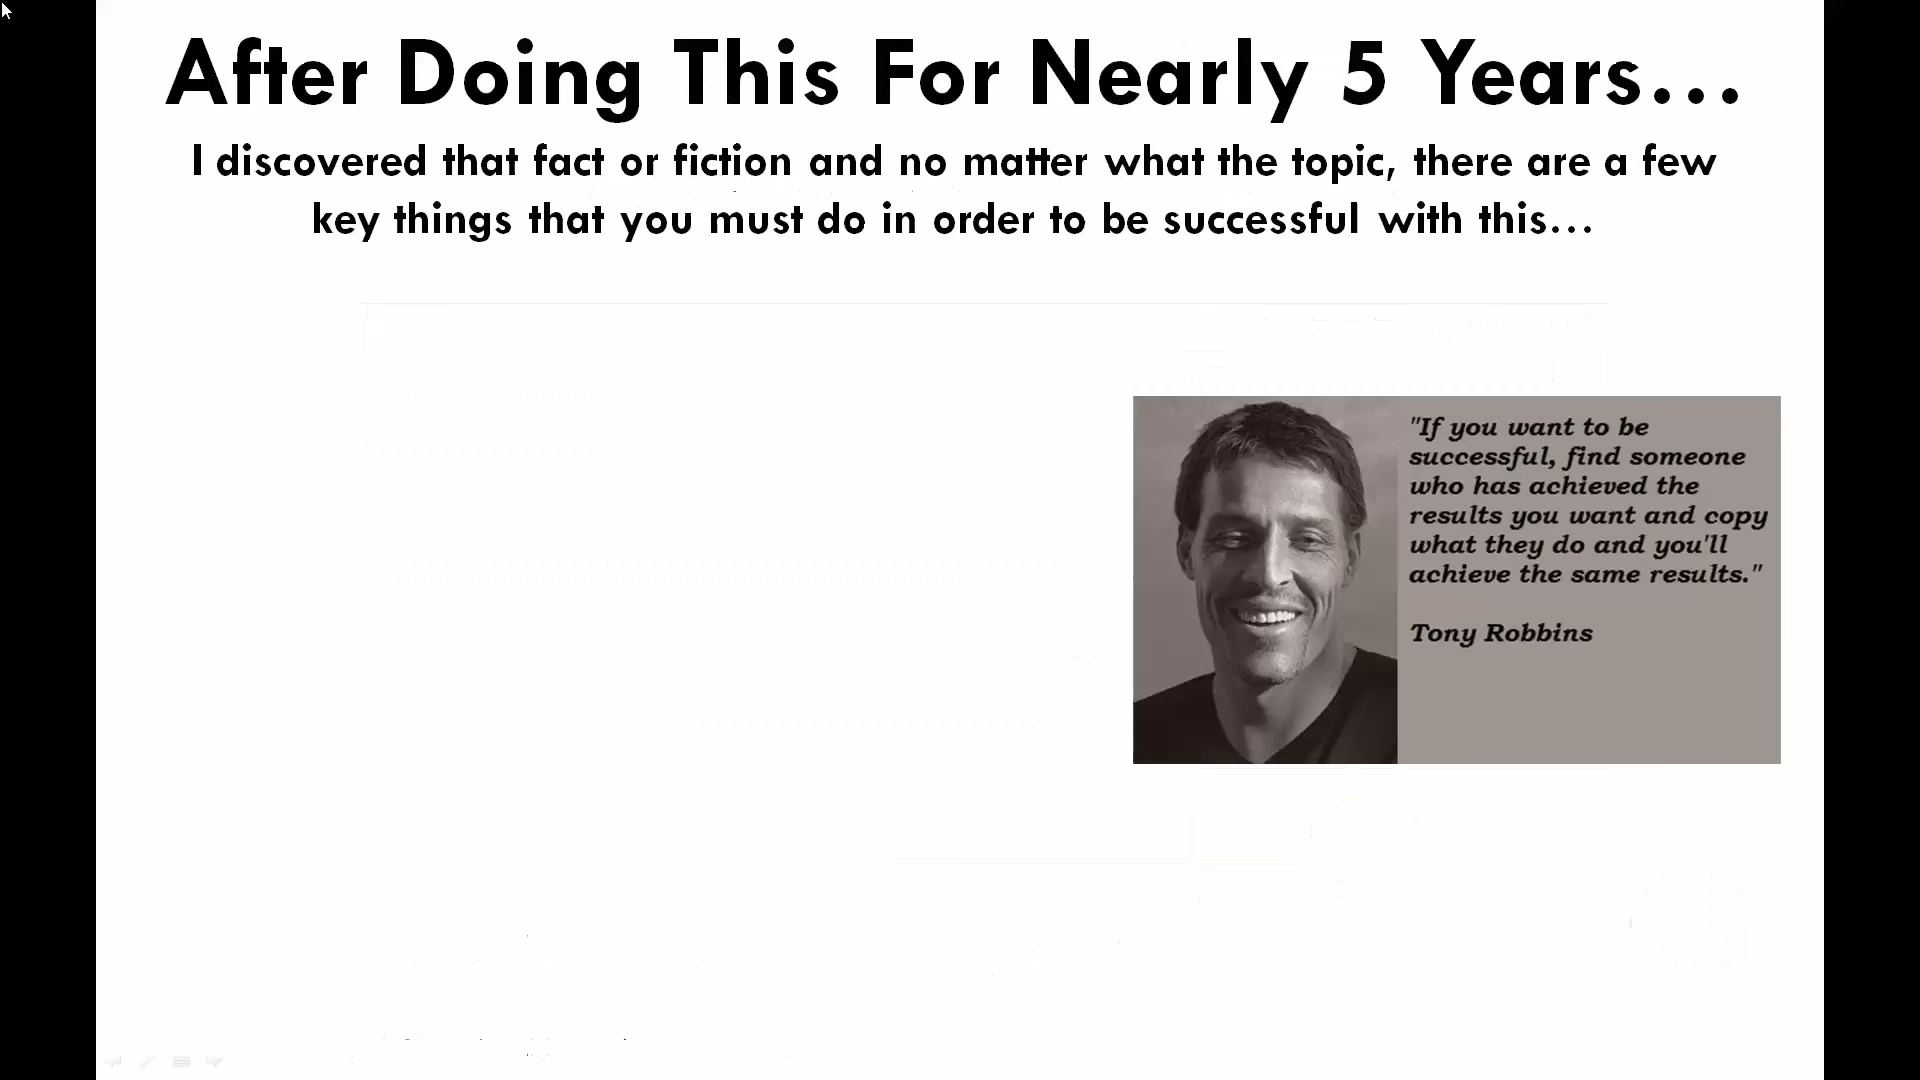 After Doing This For Nearly 5 Years...
I discovered that fact or fiction and no matter what the topic, there are a few
key things that you must do in order to be successful with this...
"If you want to be
successful, find someone
who has achieved the
results you want and copy
what they do and you'll
achieve the same results."
Tony Robbins